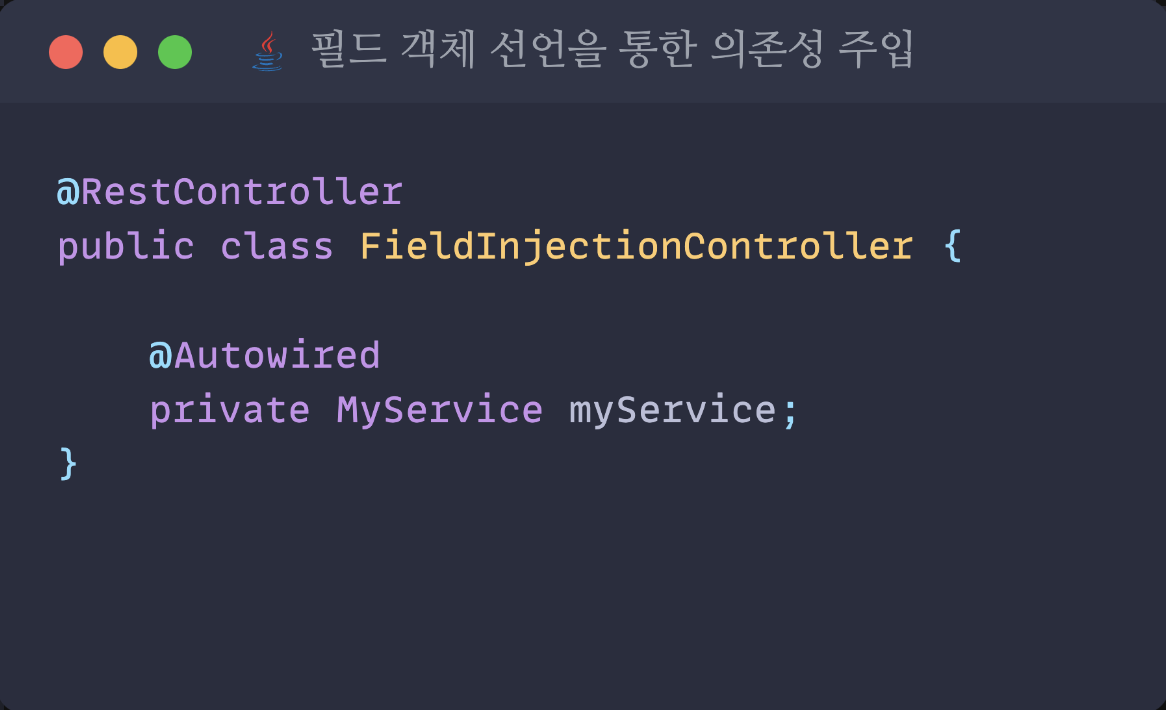 필드 객체 선언을 통한 의존성 주입
@RestController
public class FieldInjectionController {
    @Autowired
    private MyService myService;
}